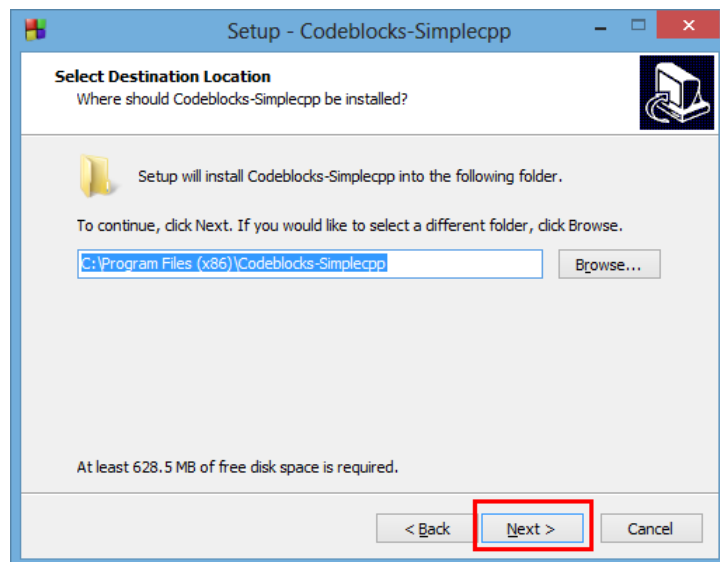 Setup - Codeblocks-Simplecpp
Select Destination Location
Where should Codeblocks-Simplecpp be installed?
Setup will install Codeblocks-Simplecpp into the following folder.
To continue, click Next. If you would like to select a different folder, click Browse.
C:\Program Files (x86)\Codeblocks-Simplecpp
Browse...
At least 628.5 MB of free disk space is required.
< Back Next > Cancel